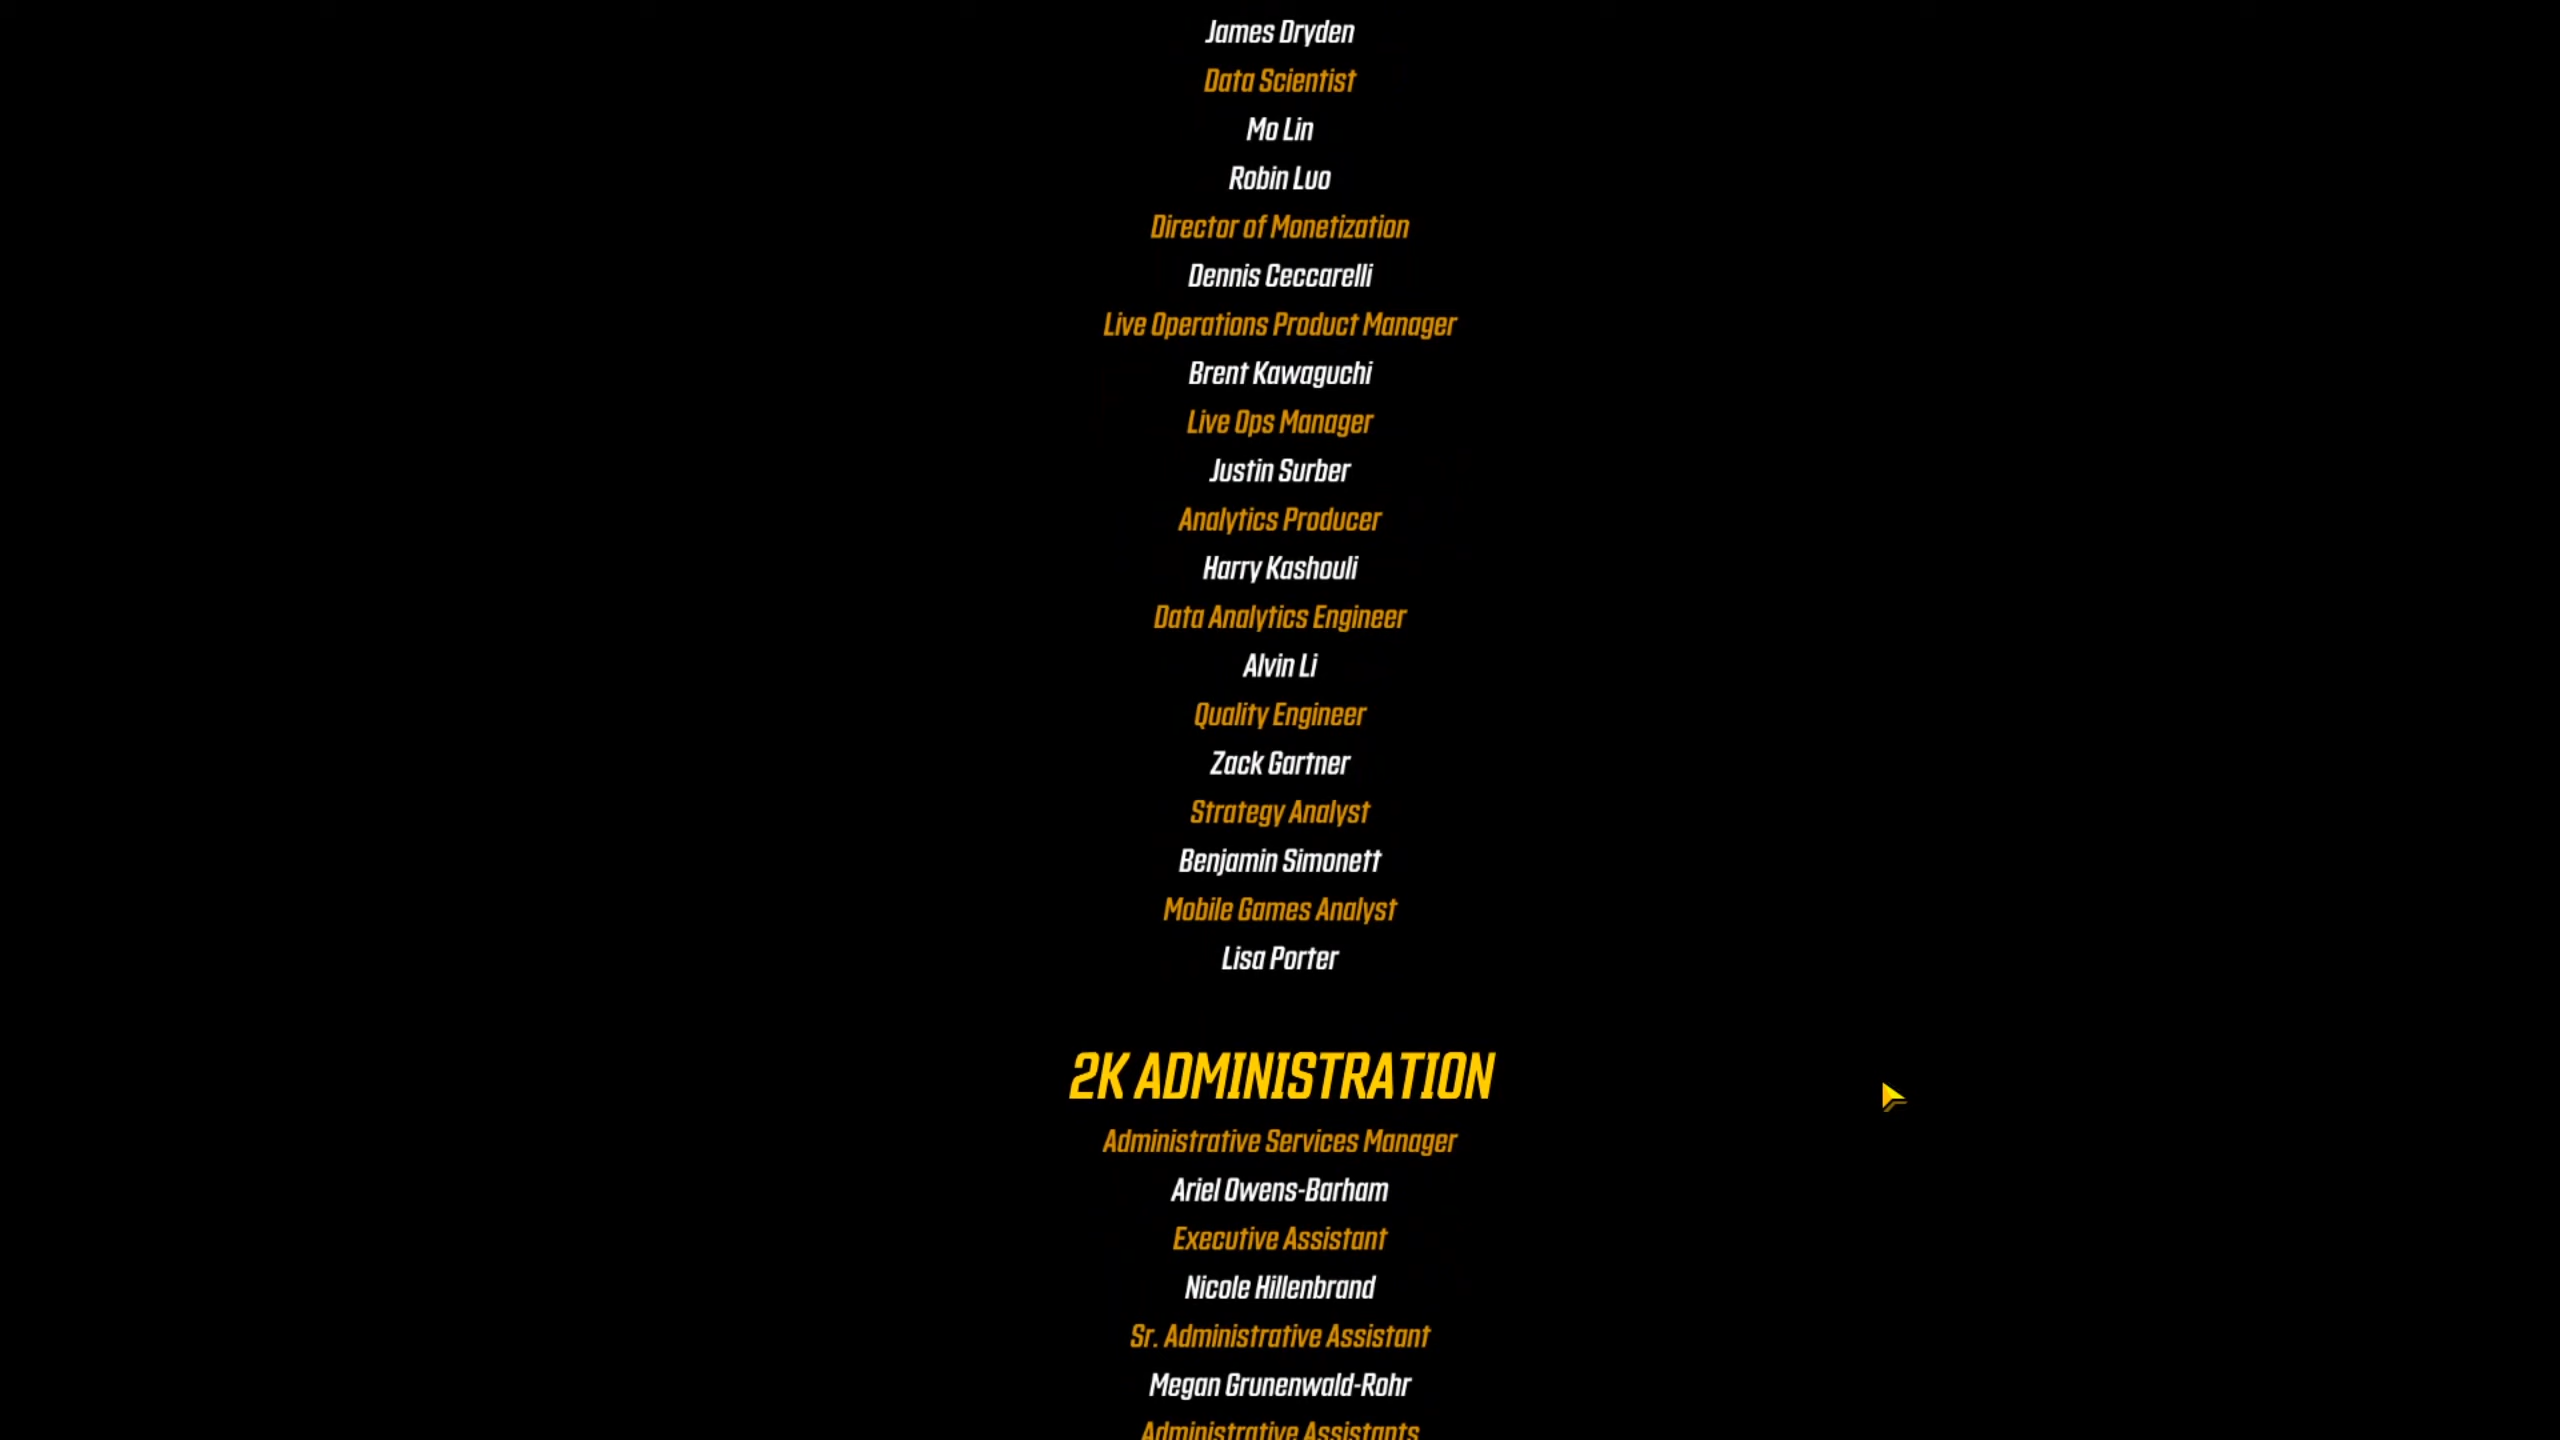 James Dryden
Data Scientist
Mo Lin
Robin Luo
Director of Monetization
Dennis Ceccarelli
Live Operations Product Manager
Brent Kawaguchi
Live Ops Manager
Justin Surber
Analytics Producer
Harry Kashouli
Data Analytics Engineer
Alvin Li
Quality Engineer
Zack Gartner
Strategy Analyst
Benjamin Simonett
Mobile Games Analyst
Lisa Porter
2K ADMINISTRATION
Administrative Services Manager
Ariel Owens-Barham
Executive Assistant
Nicole Hillenbrand
Sr. Administrative Assistant
Megan Grunenwald-Rohr
Administrative Assistants